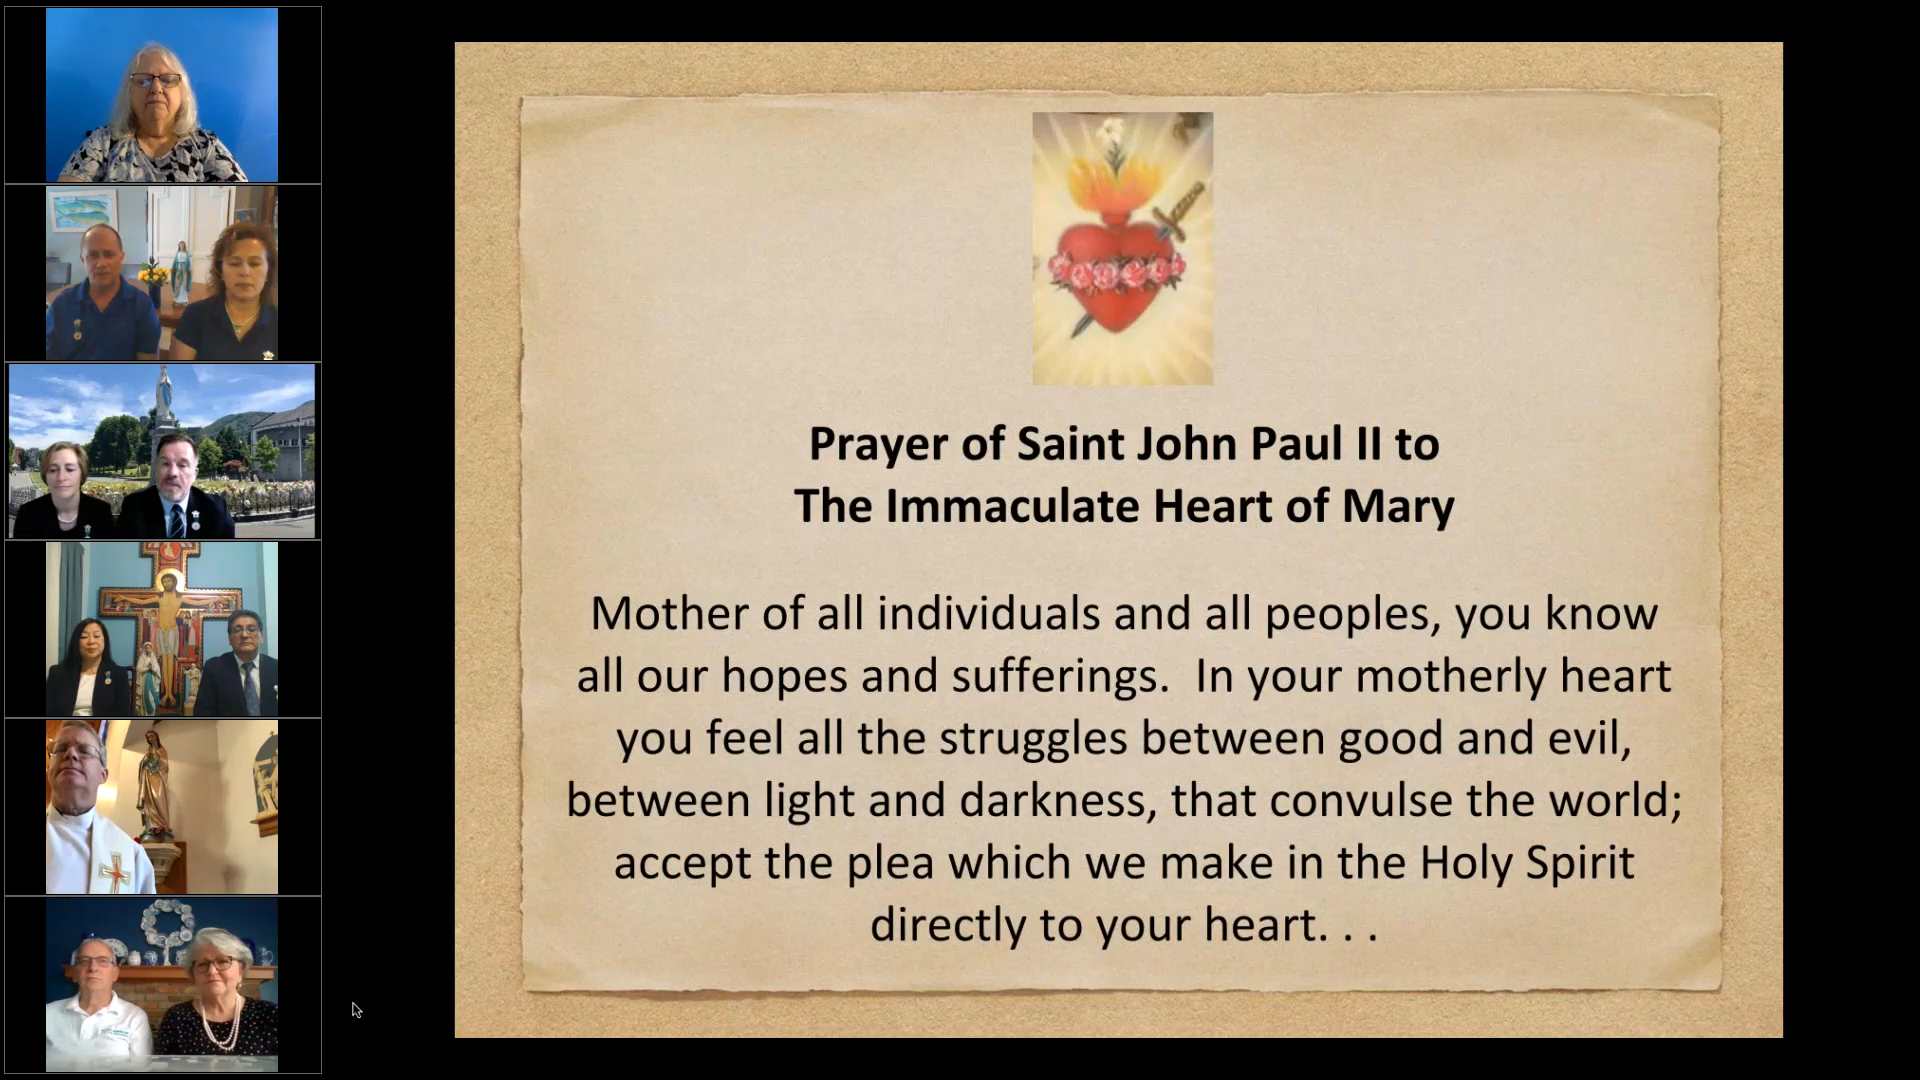 Prayer of Saint John Paul II to
The Immaculate Heart of Mary
Mother of all individuals and all peoples, you know
all our hopes and sufferings.  In your motherly heart
you feel all the struggles between good and evil,
between light and darkness, that convulse the world;
accept the plea which we make in the Holy Spirit
directly to your heart. . .